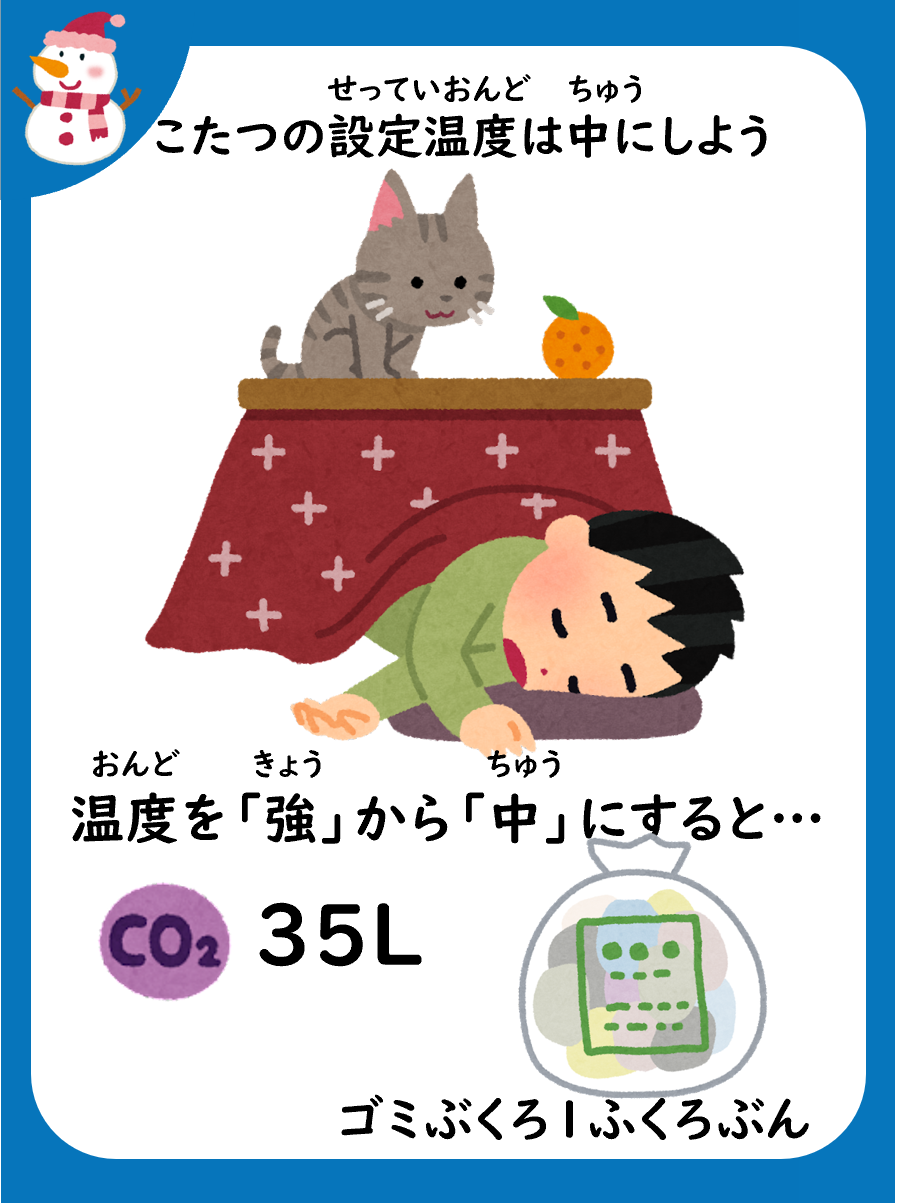 せっていおんど ちゅう
こたつの設定温度は中にしよう
おんど きょう ちゅう
温度を「強」から「中」にすると…
CO2 35L
ゴミぶくろ1ふくろぶん